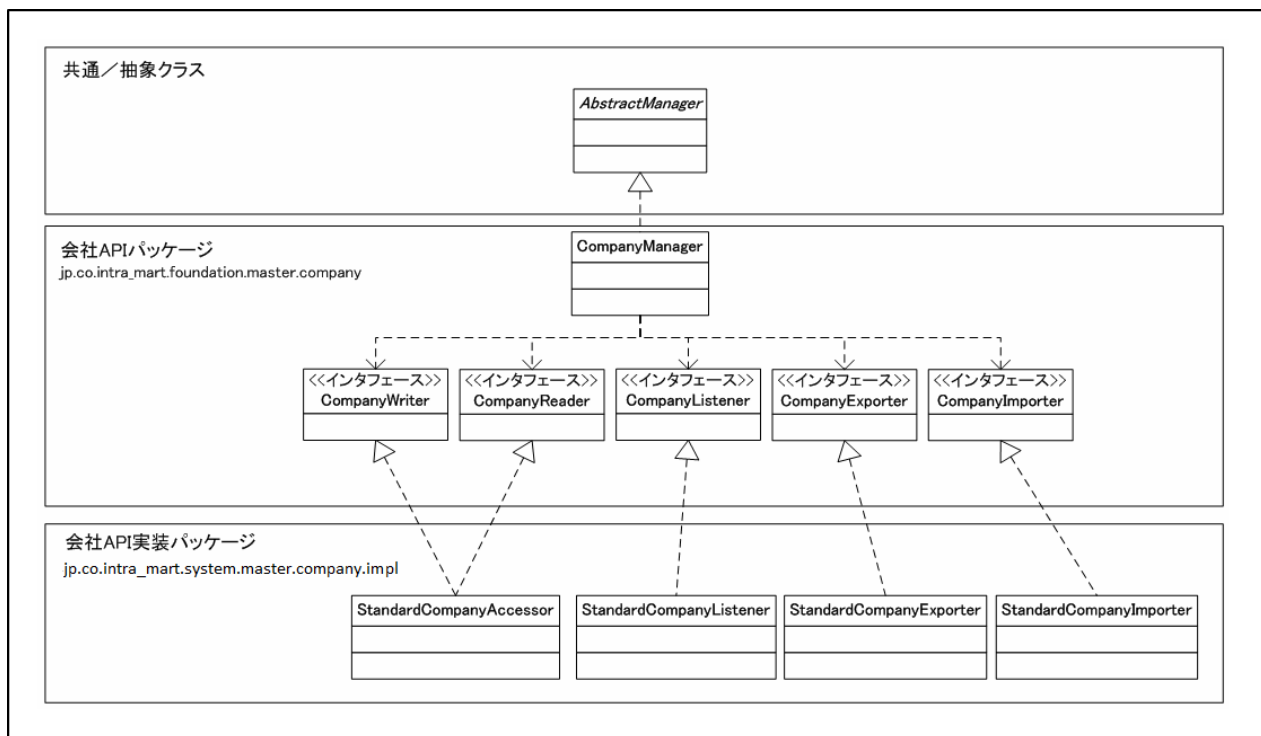 共通／抽象クラス
AbstractManager
会社APIパッケージ
jp.co.intra_mart.foundation.master.company
CompanyManager
<<インタフェース>>
CompanyWriter
<<インタフェース>>
CompanyReader
<<インタフェース>>
CompanyListener
<<インタフェース>>
CompanyExporter
<<インタフェース>>
CompanyImporter
会社API実装パッケージ
jp.co.intra_mart.system.master.company.impl
StandardCompanyAccessor
StandardCompanyListener
StandardCompanyExporter
StandardCompanyImporter